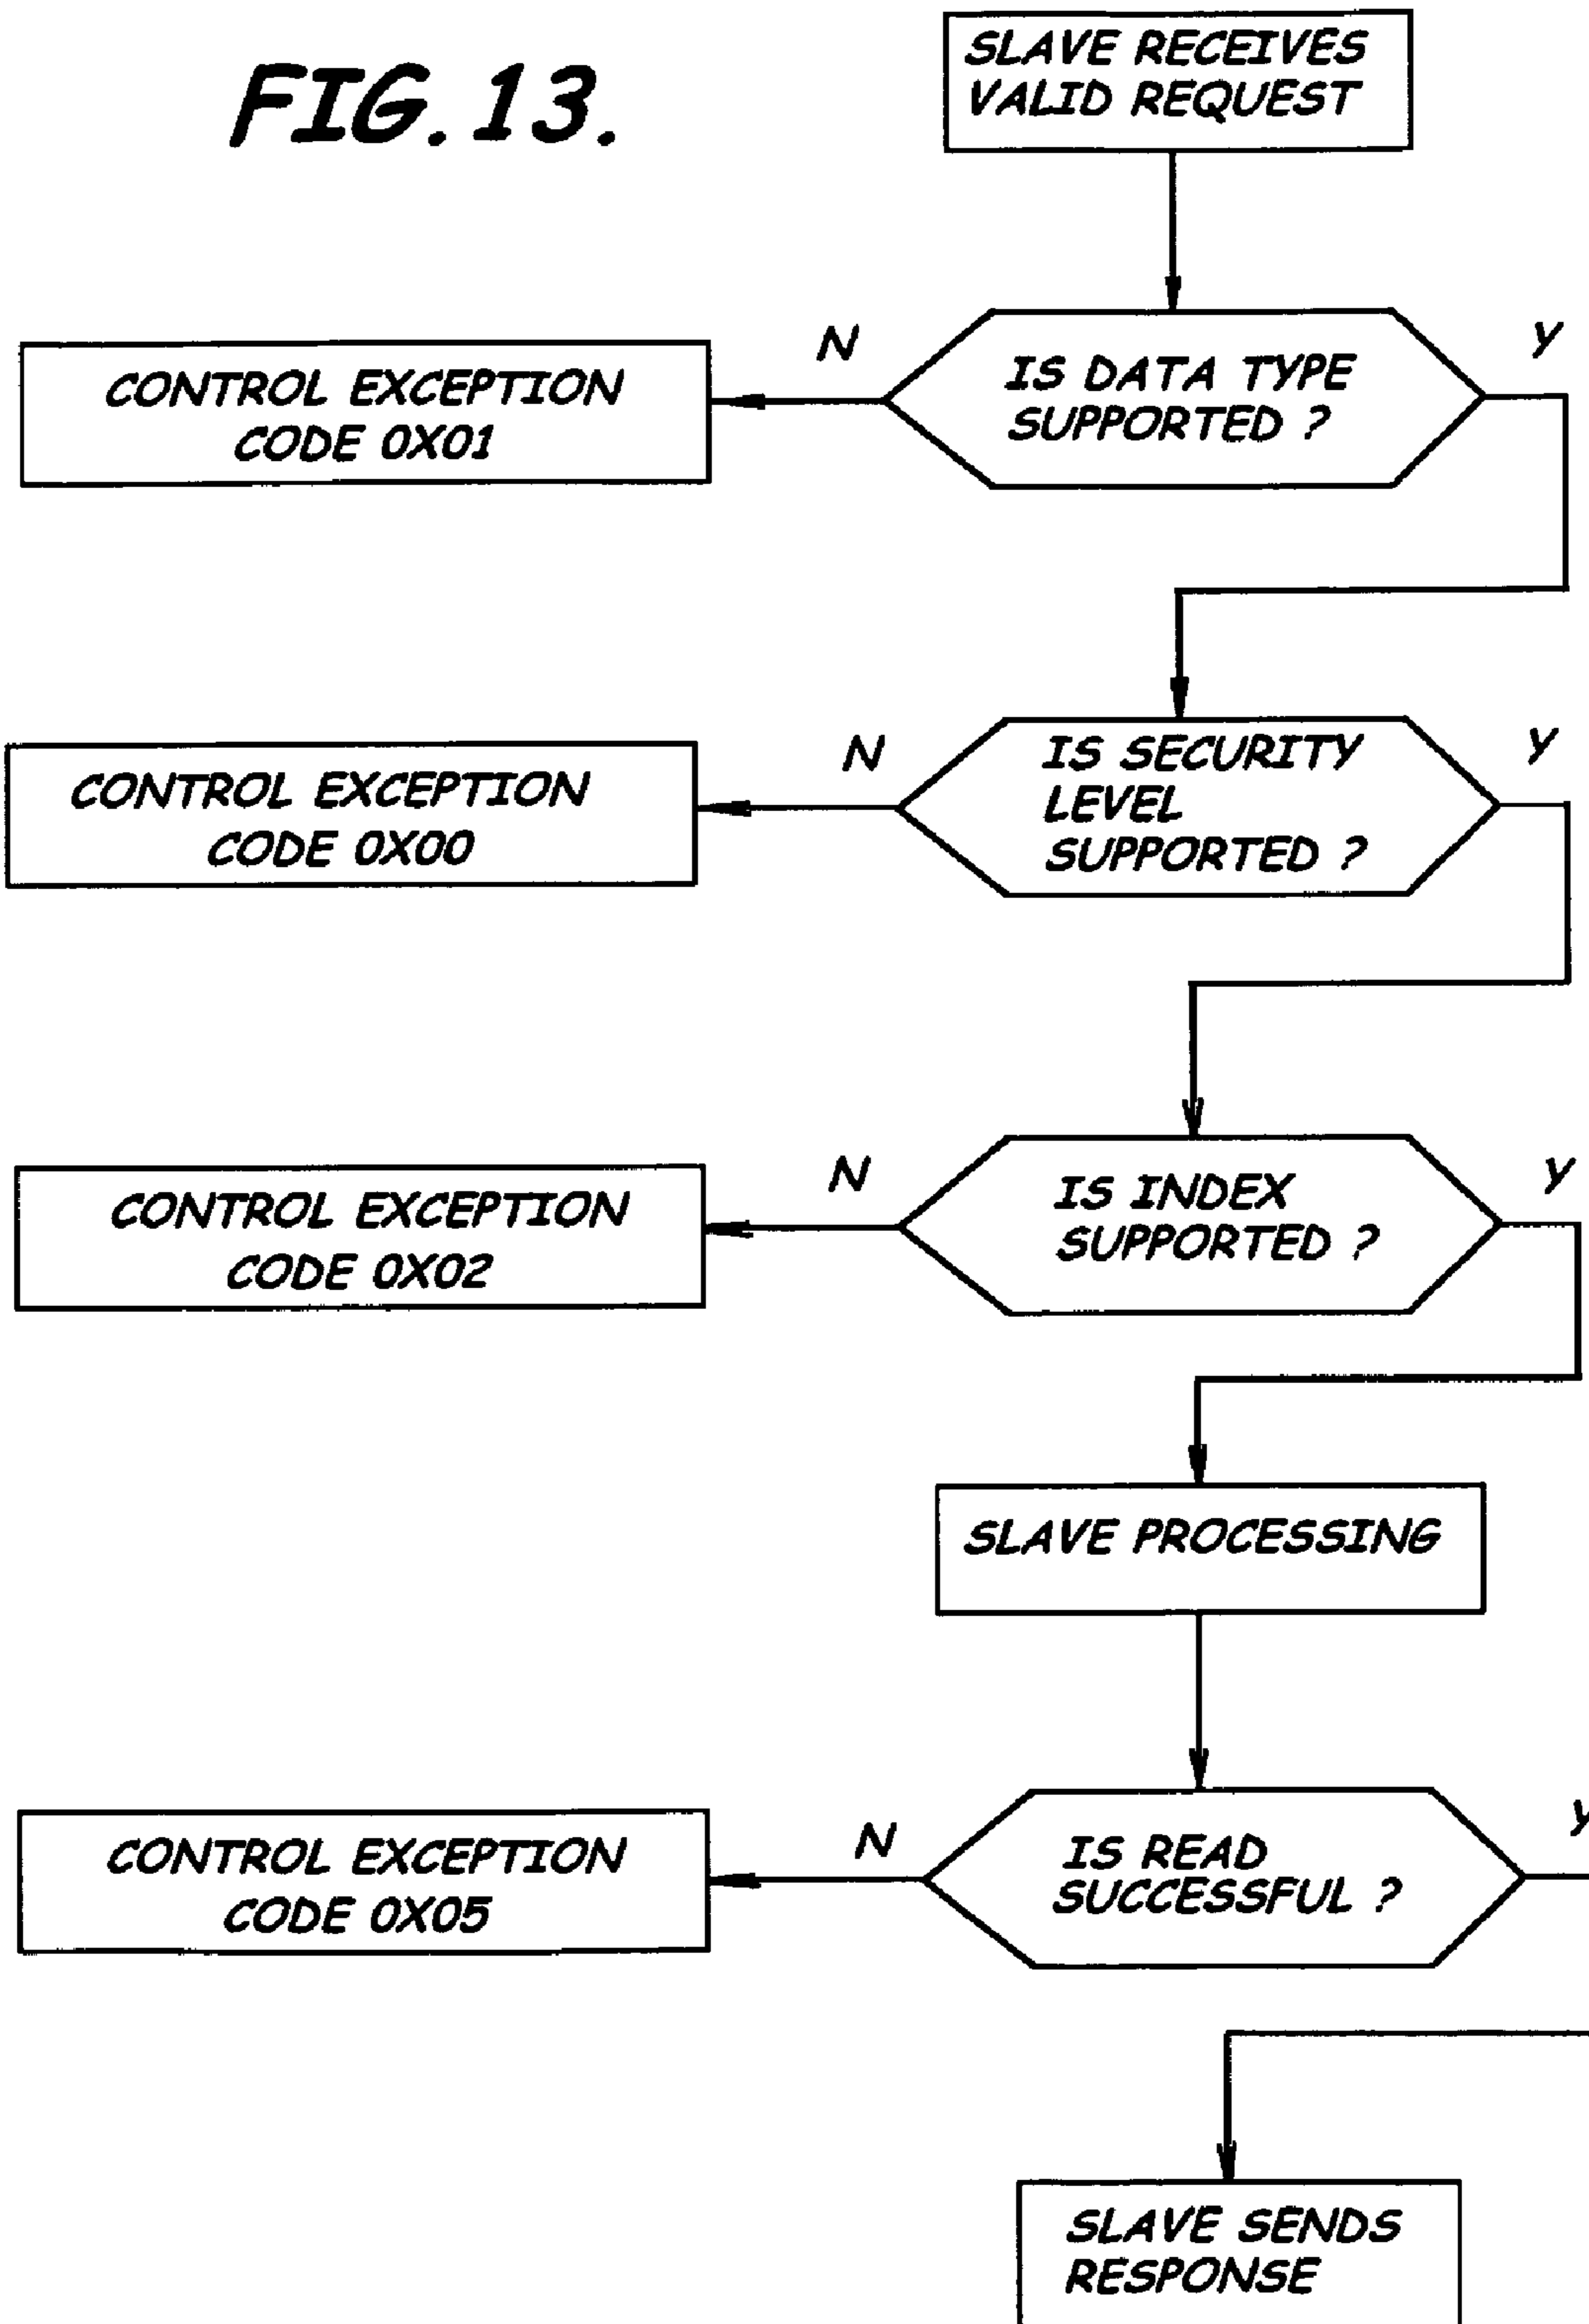 FIG. 13.
SLAVE RECEIVES
VALID REQUEST
N
Y
IS DATA TYPE
SUPPORTED ?
CONTROL EXCEPTION
CODE 0X01
N
Y
IS SECURITY
LEVEL
SUPPORTED ?
CONTROL EXCEPTION
CODE 0X00
N
Y
IS INDEX
SUPPORTED ?
CONTROL EXCEPTION
CODE 0X02
SLAVE PROCESSING
N
Y
IS READ
SUCCESSFUL ?
CONTROL EXCEPTION
CODE 0X05
SLAVE SENDS
RESPONSE